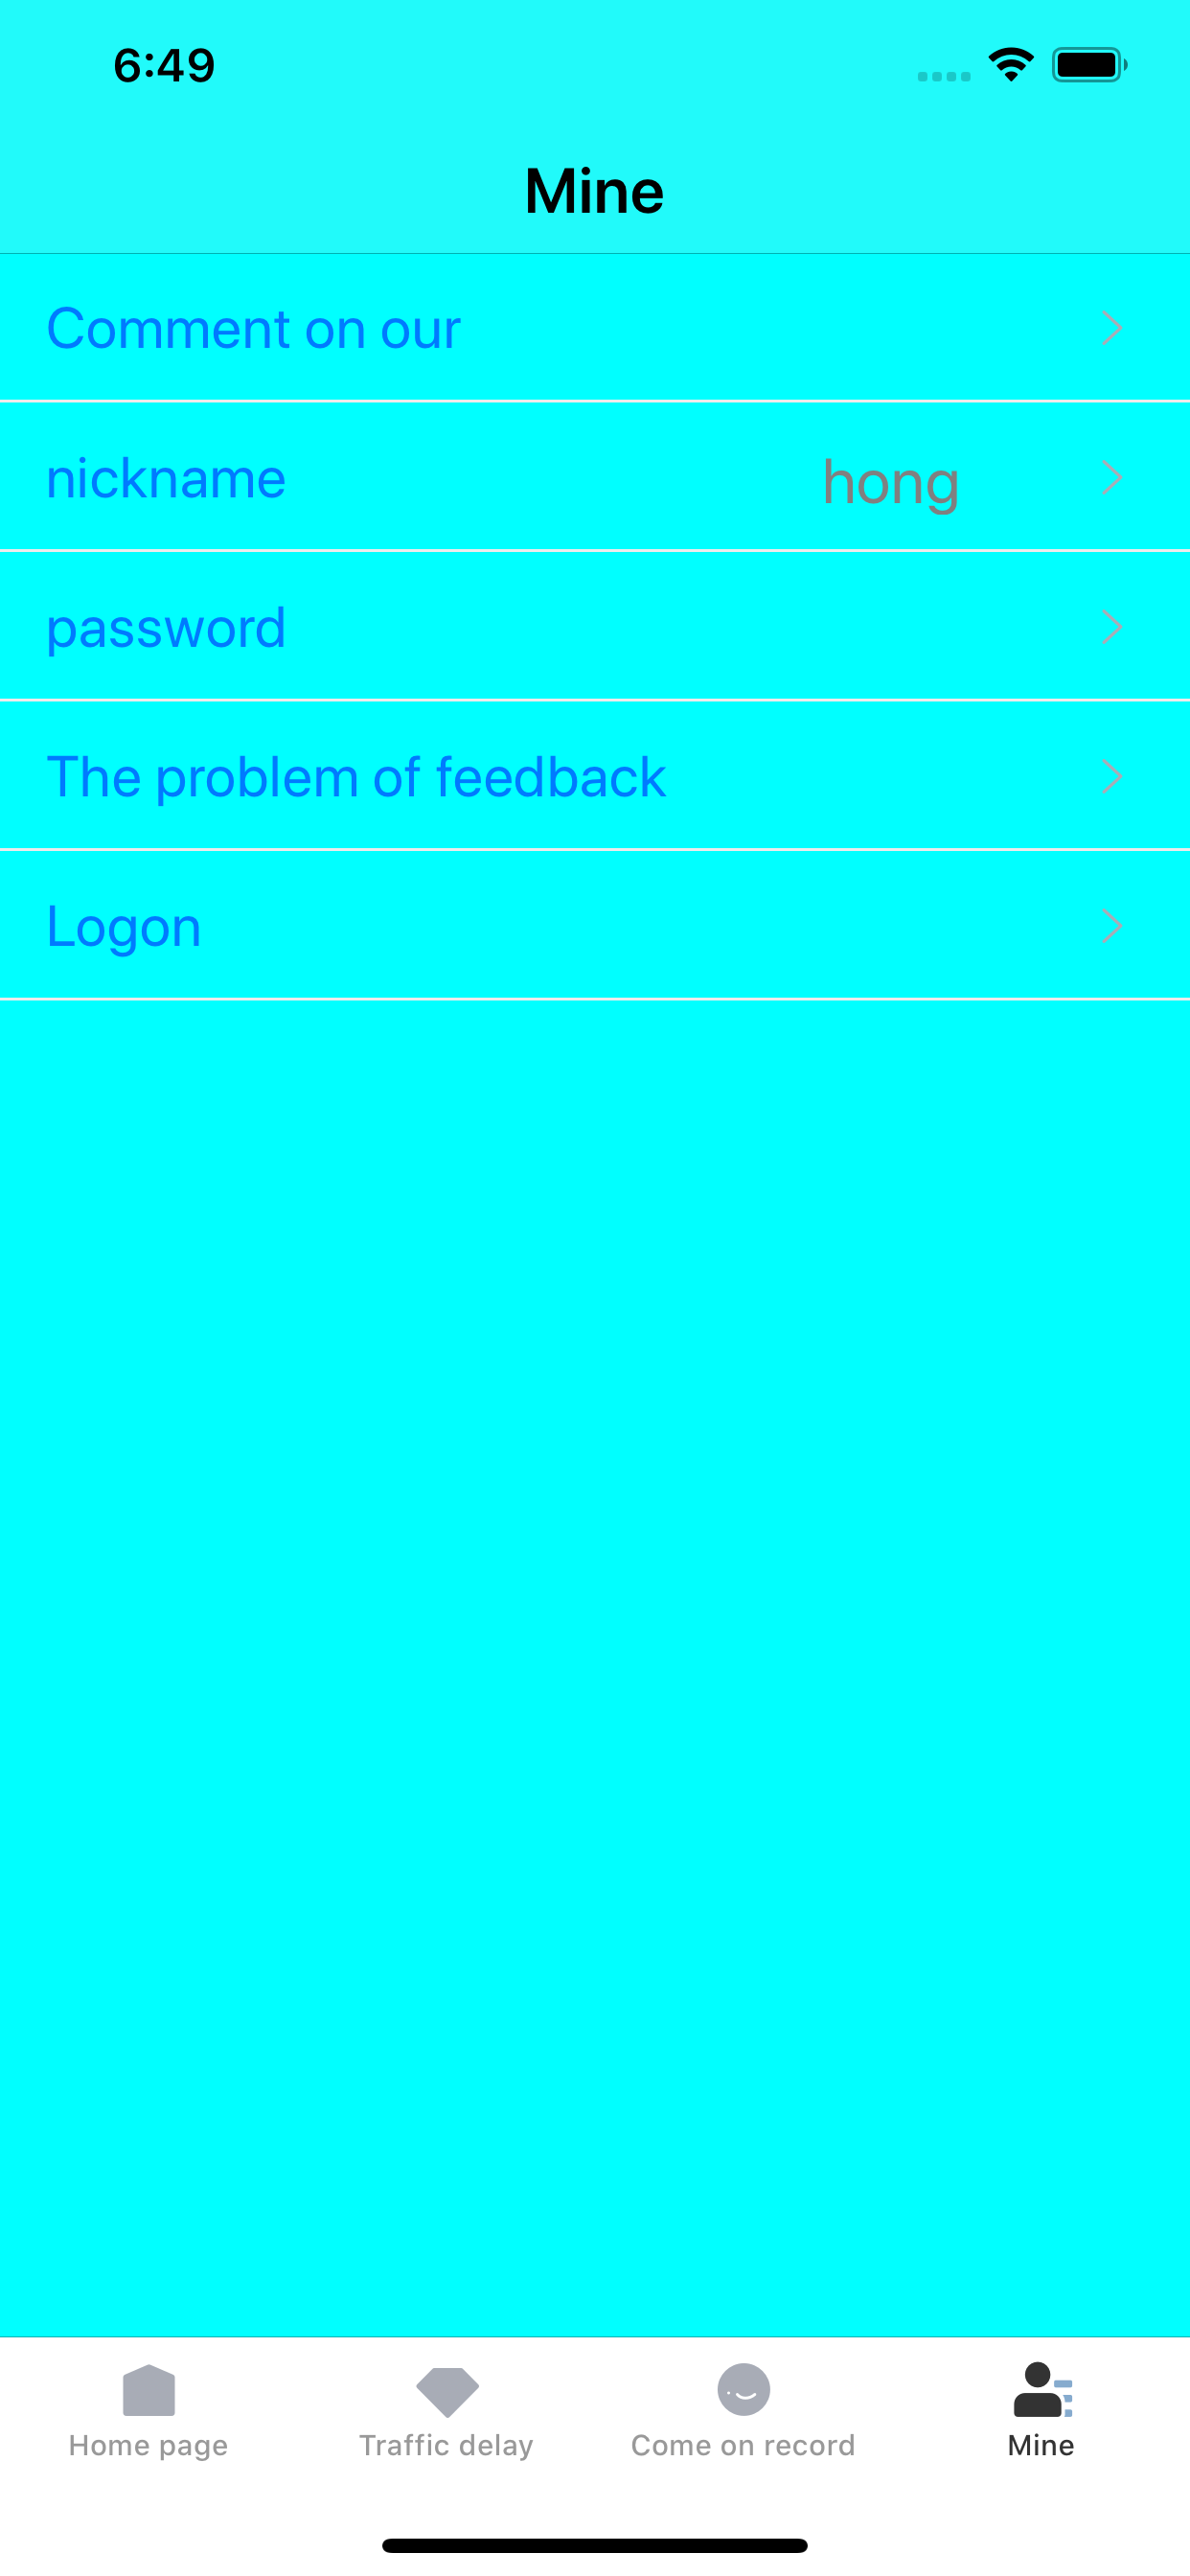 6:49
Mine
Comment on our
nickname
hong
password
The problem of feedback
Logon
Home page
Traffic delay
Come on record
Mine